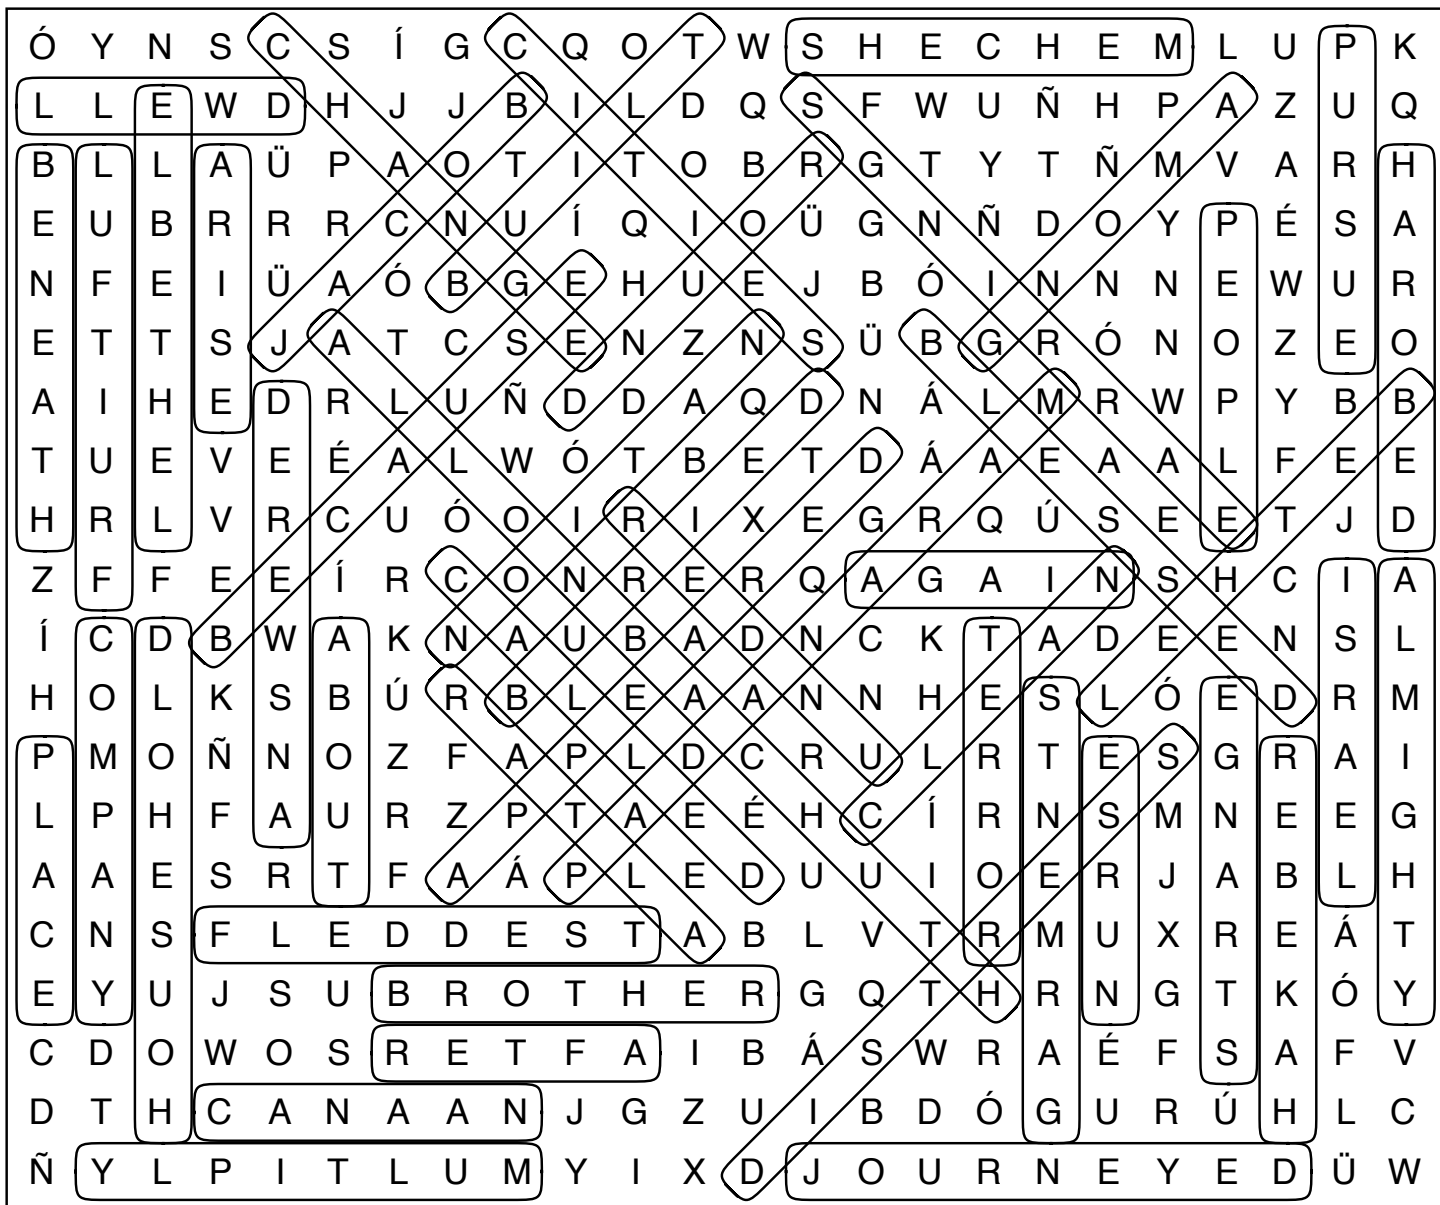 Ó Y N S C S Í G C Q O T W S H E C H E M L U P K
L L E W D H J J B I L D Q S F W U Ñ H P A Z U Q
B L L A Ü P A O T I T O B R G T Y T Ñ M V A R H
E U B R R R C N U Í Q I O Ü G N Ñ D O Y P É S A
N F E I Ü A Ó B G E H U E J B Ó I N N N E W U R
E T T S J A T C S E N Z N S Ü B G R Ó N O Z E O
A I H E D R L U Ñ D D A Q D N Á L M R W P Y B B
T U E V E É A L W Ó T B E T D Á A E A A L F E E
H R L V R C U Ó O I R I X E G R Q Ú S E E T J D
Z F F E E Í R C O N R E R Q A G A I N S H C I A
Í C D B W A K N A U B A D N C K T A D E E N S L
H O L K S B Ú R B L E A A N N H E S L Ó E D R M
P M O Ñ N O Z F A P L D C R U L R T E S G R A I
L P H F A U R Z P T A E É H C Í R N S M N E E G
A A E S R T F A Á P L E D U U I O E R J A B L H
C N S F L E D D E S T A B L V T R M U X R E Á T
E Y U J S U B R O T H E R G Q T H R N G T K Ó Y
C D O W O S R E T F A I B Á S W R A É F S A F V
D T H C A N A A N J G Z U I B D Ó G U R Ú H L C
Ñ Y L P I T L U M Y I X D J O U R N E Y E D Ü W